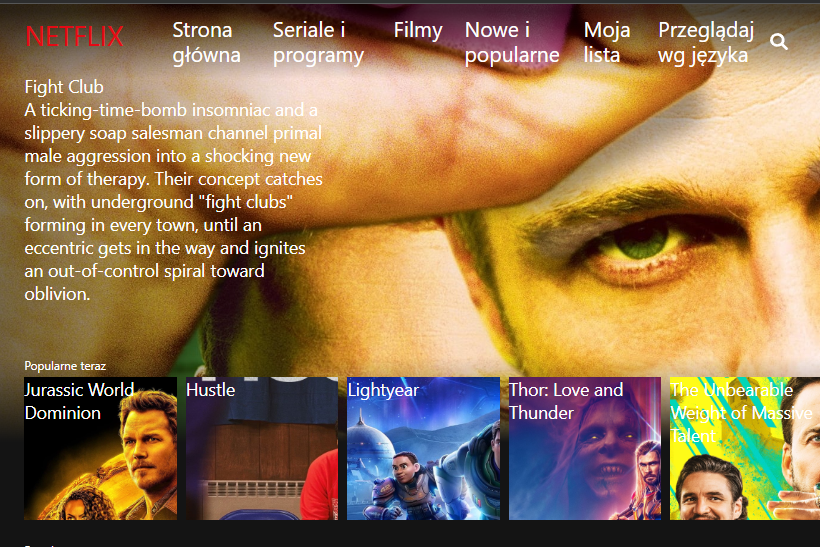 NETFLIX
Strona główna
Seriale i programy
Filmy
Nowe i popularne
Moja lista
Przeglądaj wg języka
Fight Club
A ticking-time-bomb insomniac and a
slippery soap salesman channel primal
male aggression into a shocking new
form of therapy. Their concept catches
on, with underground "fight clubs"
forming in every town, until an
eccentric gets in the way and ignites
an out-of-control spiral toward
oblivion.
Popularne teraz
Jurassic World
Dominion
Hustle
Lightyear
Thor: Love and
Thunder
The Unbearable
Weight of Massive
Talent